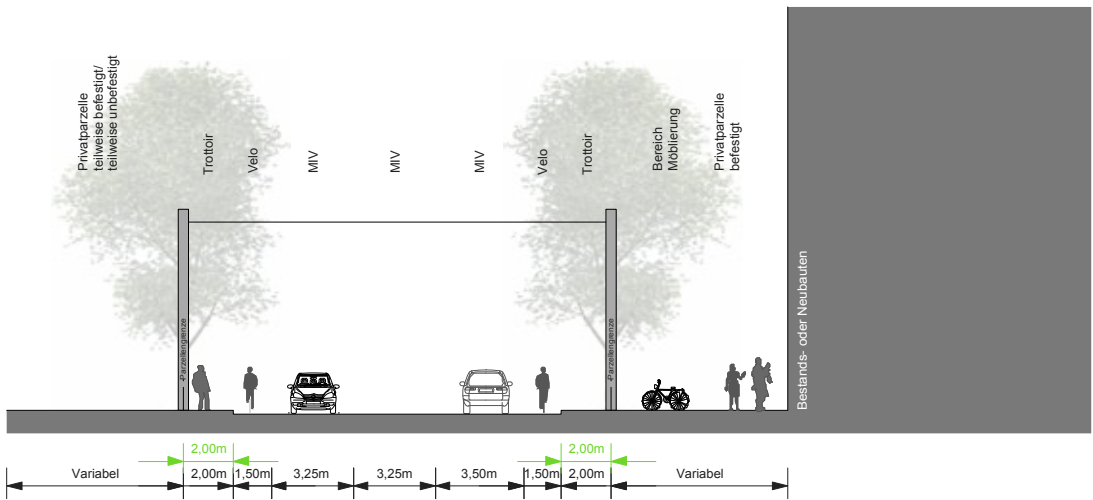 Privatparzelle
teilweise befestigt/
teilweise unbefestigt
Trottoir
Velo
MIV
MIV
MIV
Velo
Trottoir
Bereich
Möblierung
Privatparzelle
befestigt
Parzellengrenze
Parzellengrenze
Bestands- oder Neubauten
2,00m
2,00m
Variabel
2,00m
1,50m
3,25m
3,25m
3,50m
1,50m
2,00m
Variabel